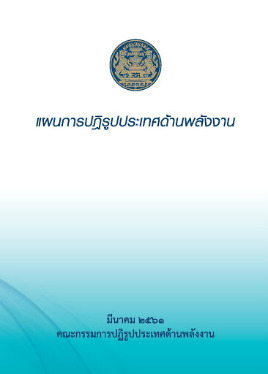 แผนการปฏิรูปประเทศด้านพลังงาน
มีนาคม ๒๕๖๑
คณะกรรมการปฏิรูปประเทศด้านพลังงาน